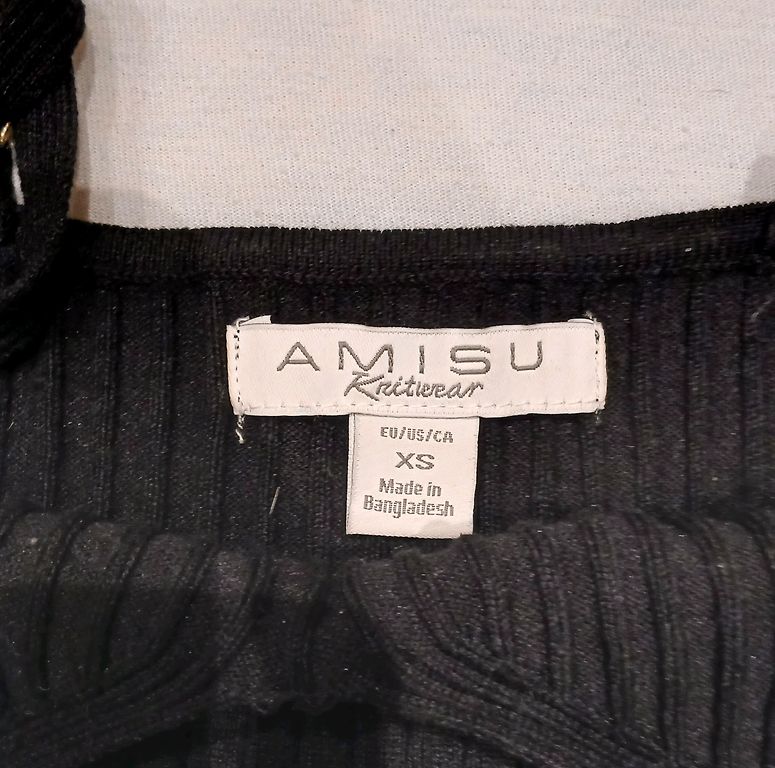 AMISU
Knitwear
EU/US/CA
XS
Made in
Bangladesh